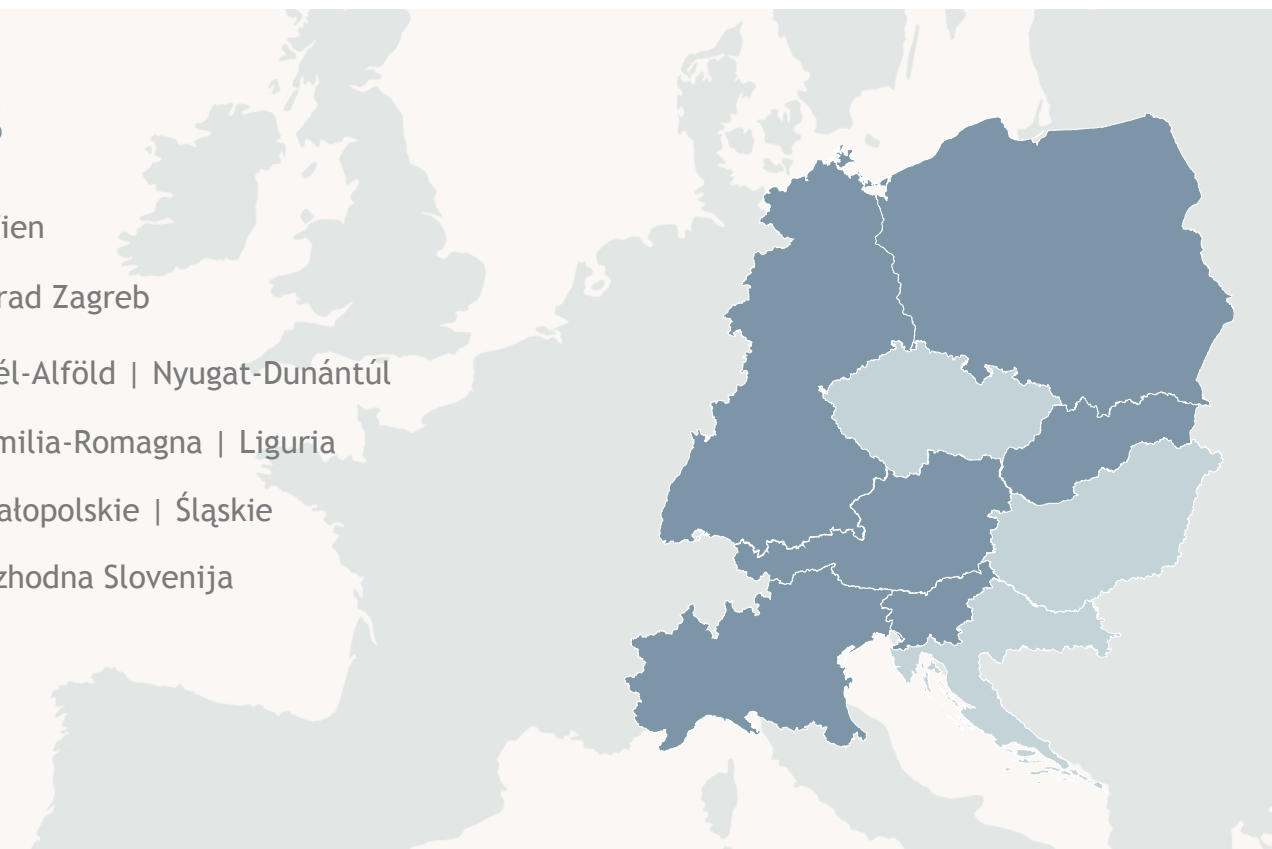 ien
rad Zagreb
él-Alföld | Nyugat-Dunántúl
milia-Romagna | Liguria
ałopolskie | Śląskie
zhodna Slovenija